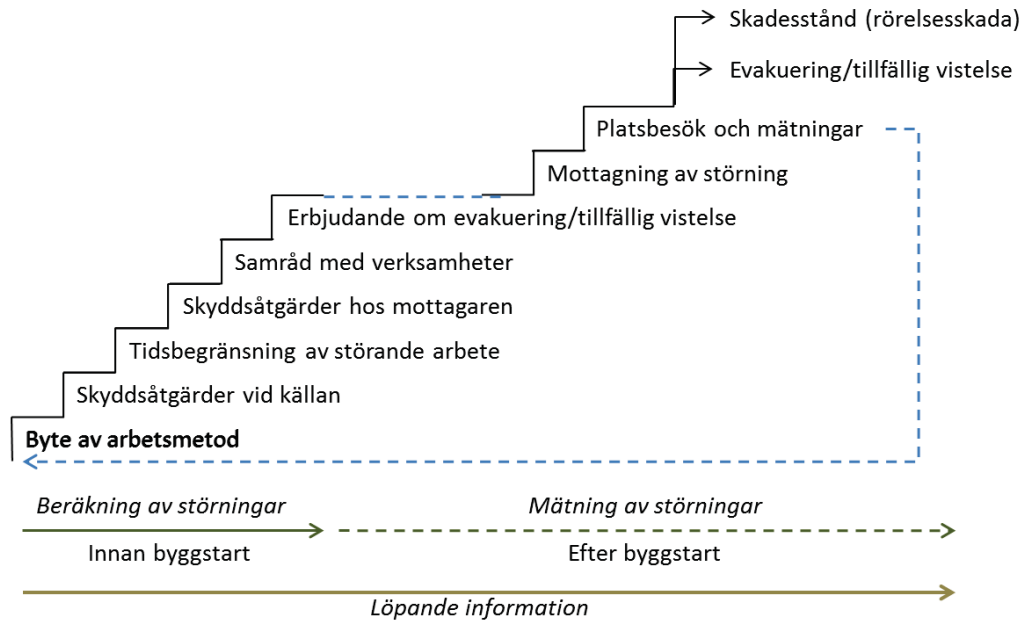 Skadesstånd (rörelsesskada)
Evakuering/tillfällig vistelse
Platsbesök och mätningar
Mottagning av störning
Erbjudande om evakuering/tillfällig vistelse
Samråd med verksamheter
Skyddsåtgärder hos mottagaren
Tidsbegränsning av störande arbete
Skyddsåtgärder vid källan
Byte av arbetsmetod
Beräkning av störningar
Mätning av störningar
Innan byggstart
Efter byggstart
Löpande information